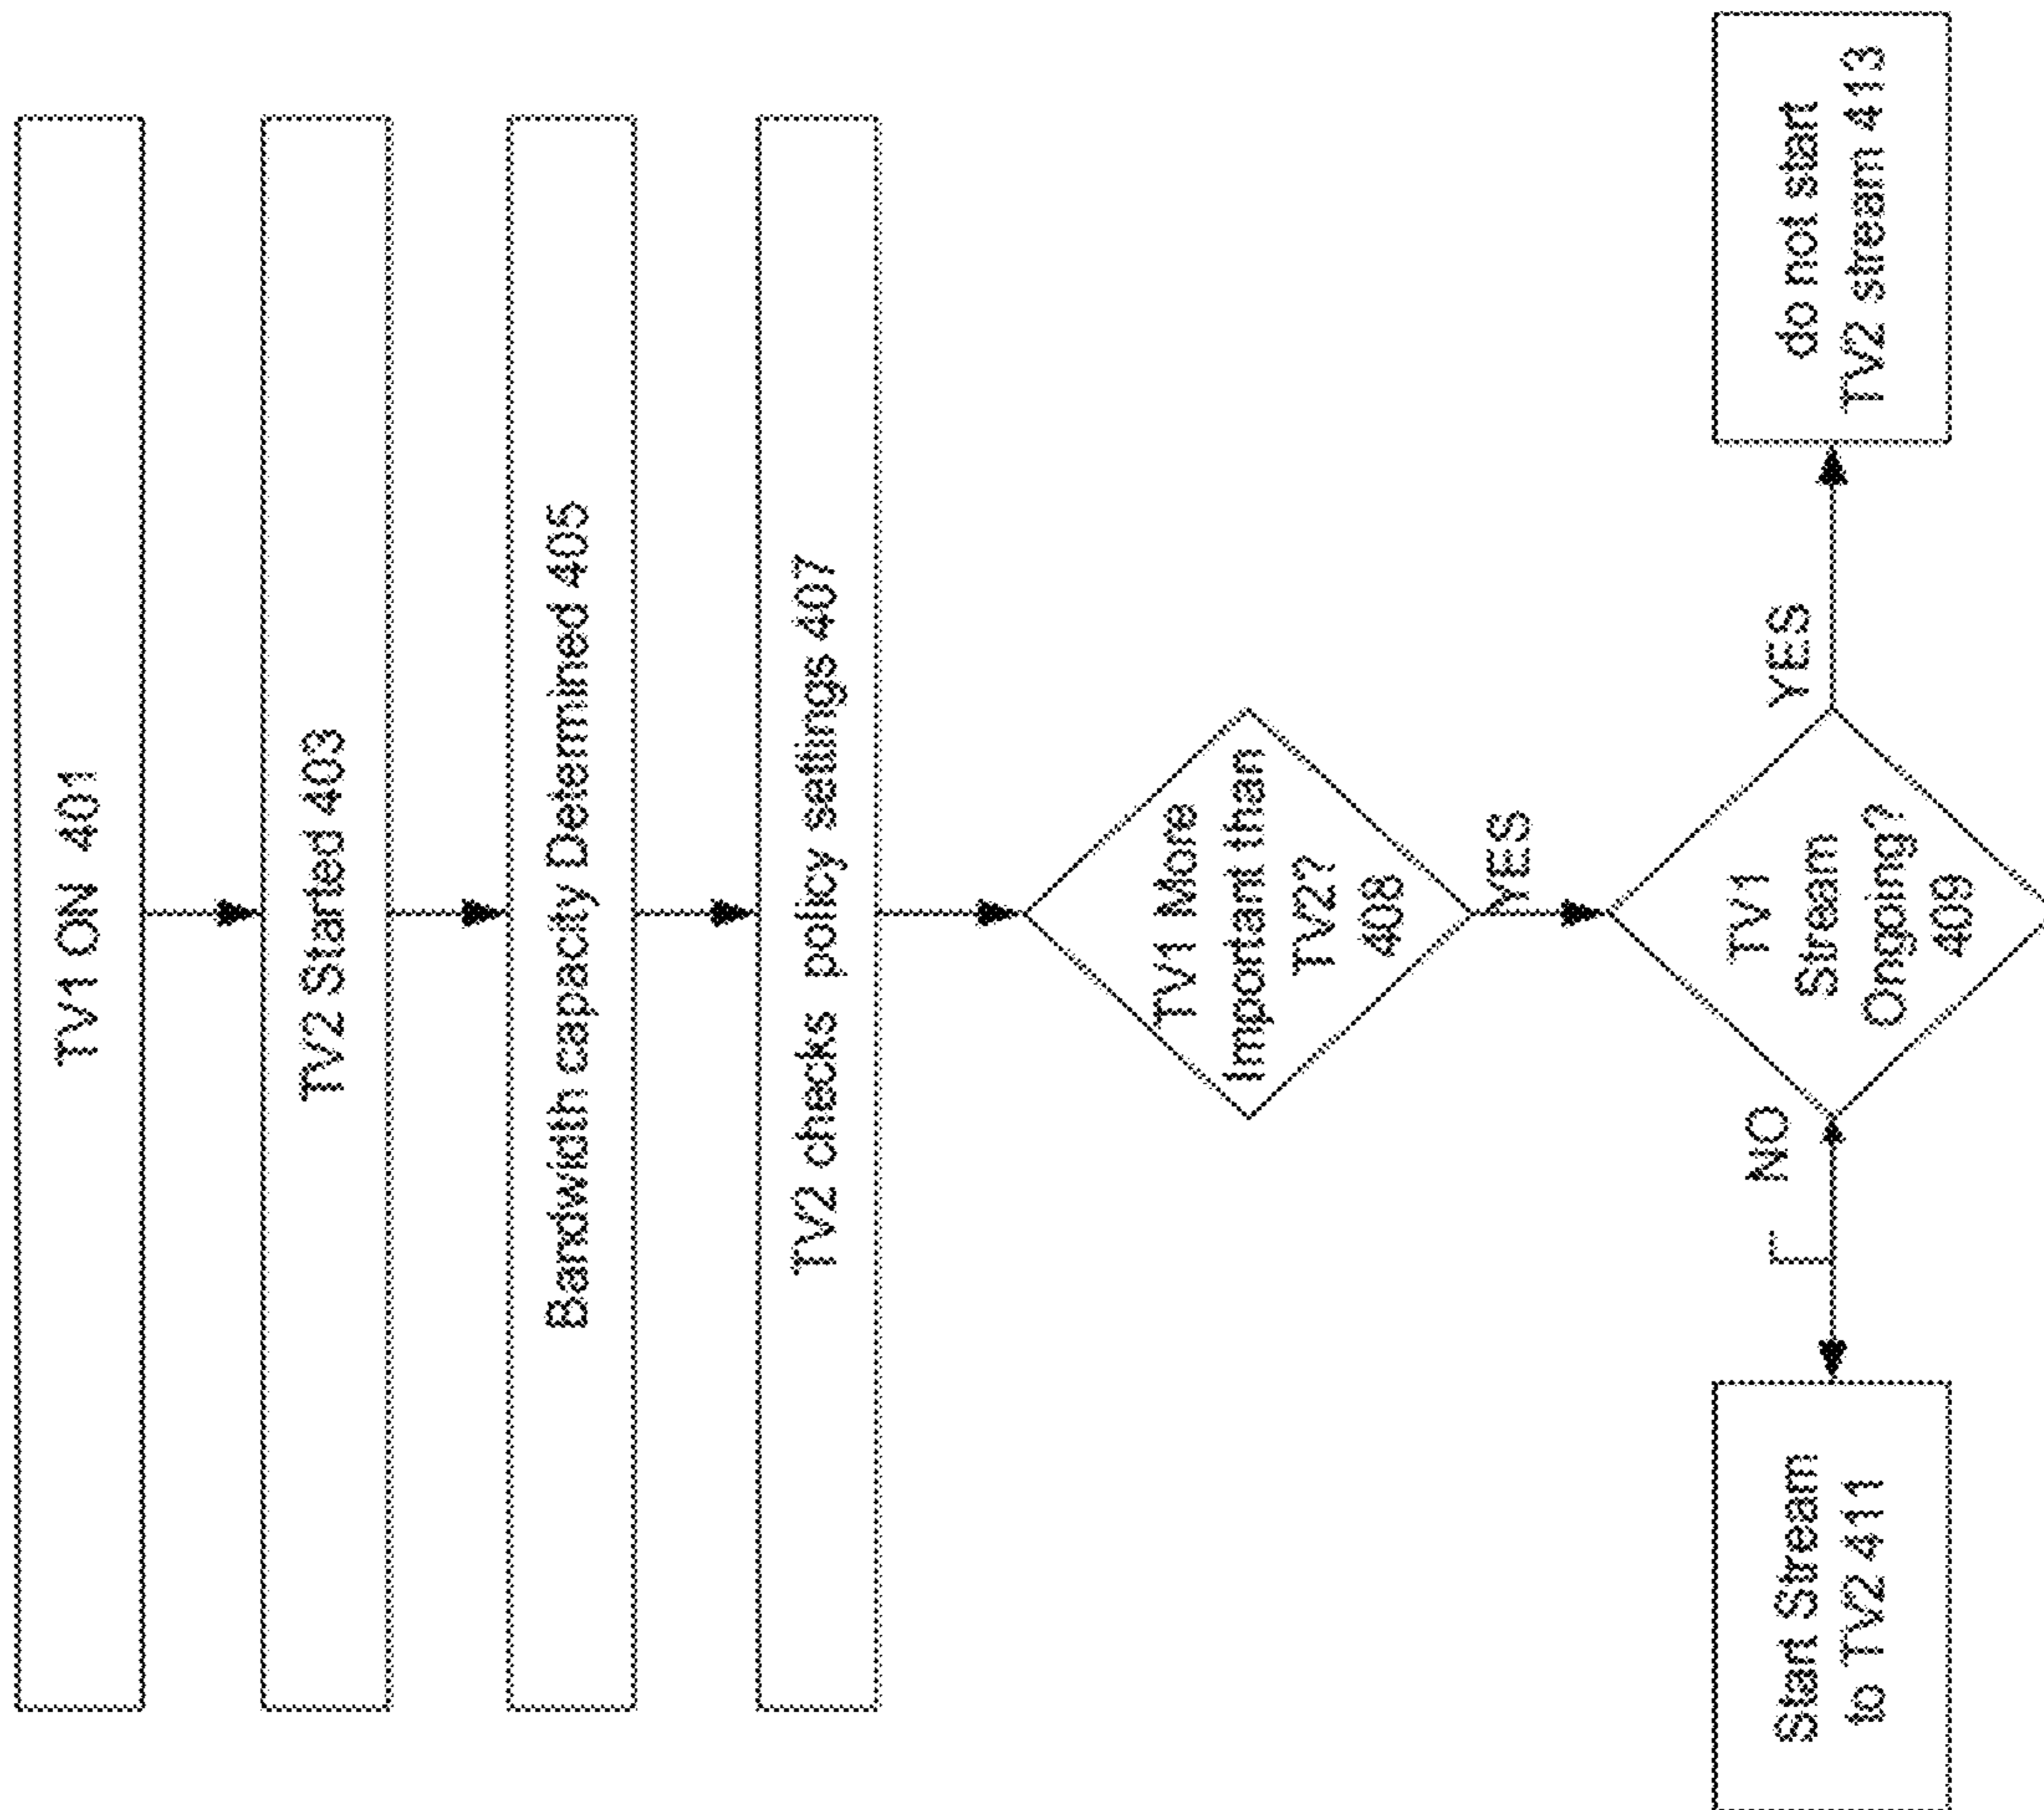 TV1 ON 401
TV2 Started 403
Bandwidth capacity Determined 405
TV2 checks policy settings 407
TV1 More
Important than
TV2?
408
YES
TV1
Stream
Ongoing?
409
NO
YES
Start Stream
to TV2 411
do not start
TV2 stream 413